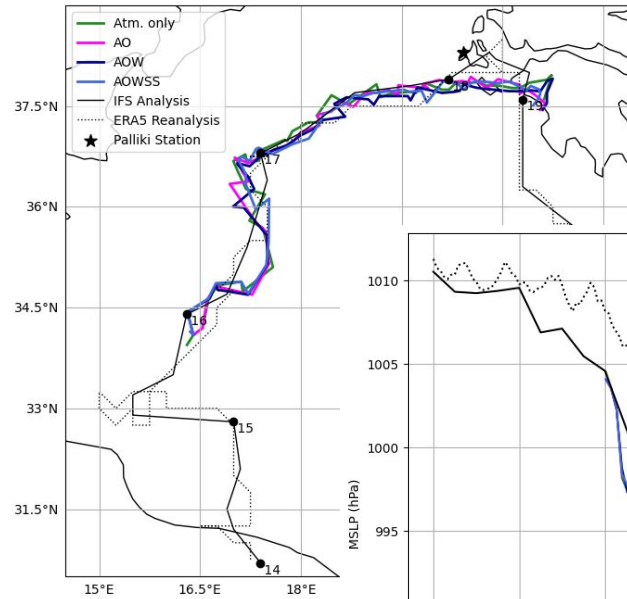 Atm. only
AO
AOW
AOWSS
IFS Analysis
ERA5 Reanalysis
Palliki Station
37.5°N
36°N
34.5°N
33°N
31.5°N
15°E
16.5°E
18°E
14
15
16
17
18
19
1010
1005
1000
995
MSLP (hPa)